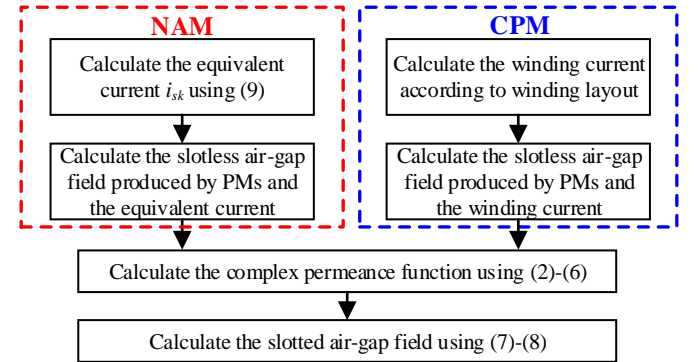 NAM
Calculate the equivalent
current i_sk using (9)
Calculate the slotless air-gap
field produced by PMs and
the equivalent current
CPM
Calculate the winding current
according to winding layout
Calculate the slotless air-gap
field produced by PMs and
the winding current
Calculate the complex permeance function using (2)-(6)
Calculate the slotted air-gap field using (7)-(8)